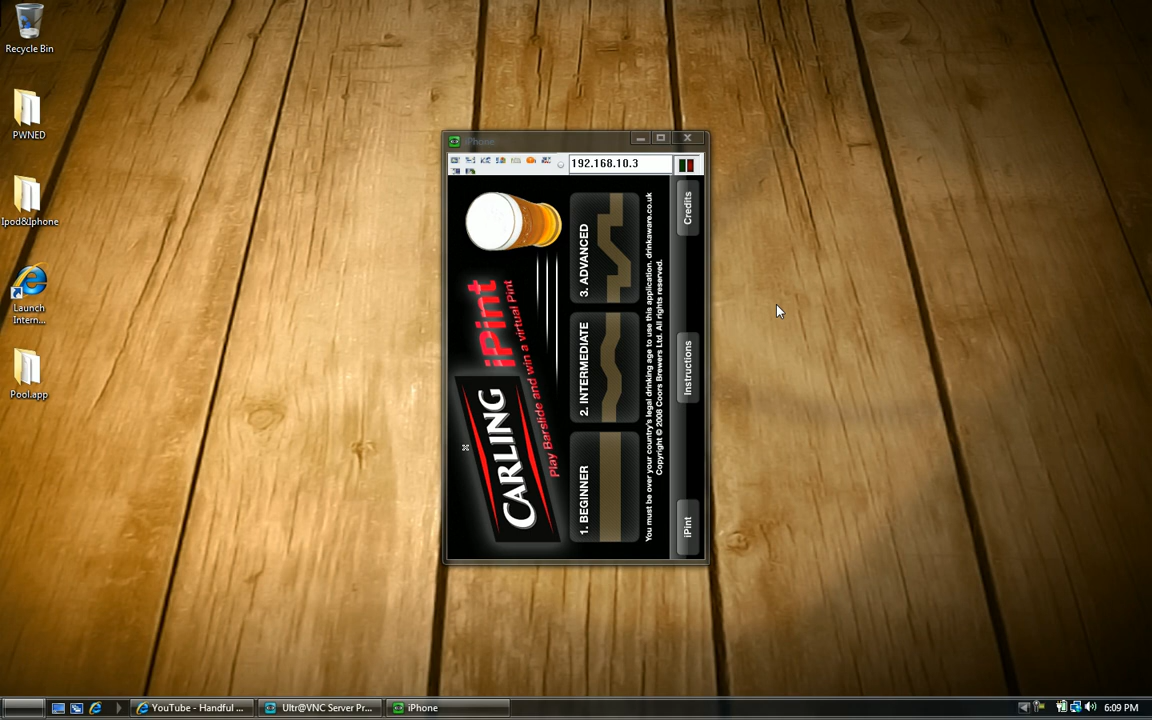 Recycle Bin
PWNED
Ipod&Iphone
Launch
Intern...
Pool.app
iPhone
192.168.10.3
CARLING iPint
Play Barslide and win a virtual Pint
1. BEGINNER
2. INTERMEDIATE
3. ADVANCED
You must be over your country's legal drinking age to use this application. drinkaware.co.uk
Copyright © 2008 Coors Brewers Ltd. All rights reserved.
iPint
Instructions
Credits
YouTube - Handful ...
Ultr@VNC Server Pr...
iPhone
6:09 PM